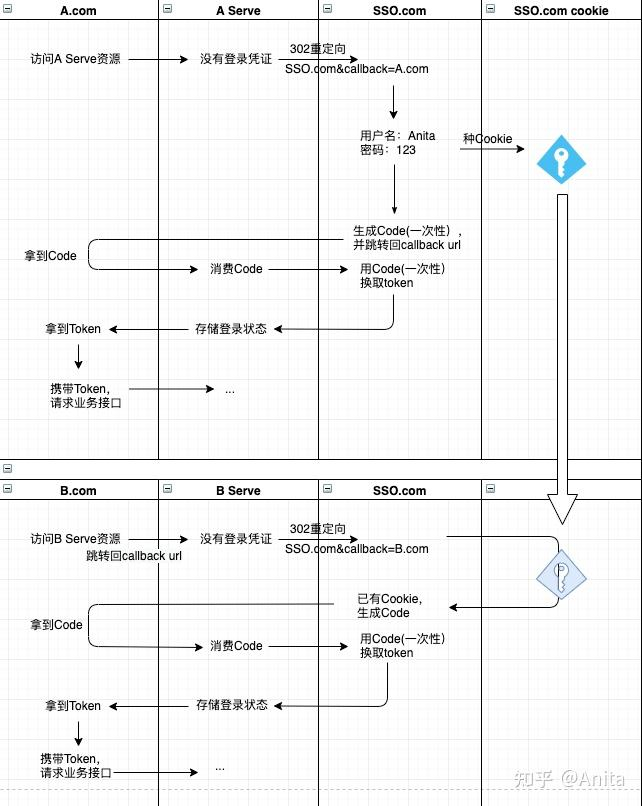 A.com
A Serve
SSO.com
SSO.com cookie
访问A Serve资源
没有登录凭证
302重定向
SSO.com&callback=A.com
用户名：Anita
密码：123
种Cookie
生成Code(一次性），
并跳转回callback url
拿到Code
消费Code
用Code(一次性）
换取token
拿到Token
存储登录状态
携带Token，
请求业务接口
...
B.com
B Serve
SSO.com
访问B Serve资源
没有登录凭证
302重定向
SSO.com&callback=B.com
跳转回callback url
已有Cookie，
生成Code
拿到Code
消费Code
用Code(一次性）
换取token
拿到Token
存储登录状态
携带Token，
请求业务接口
...
知乎 @Anita